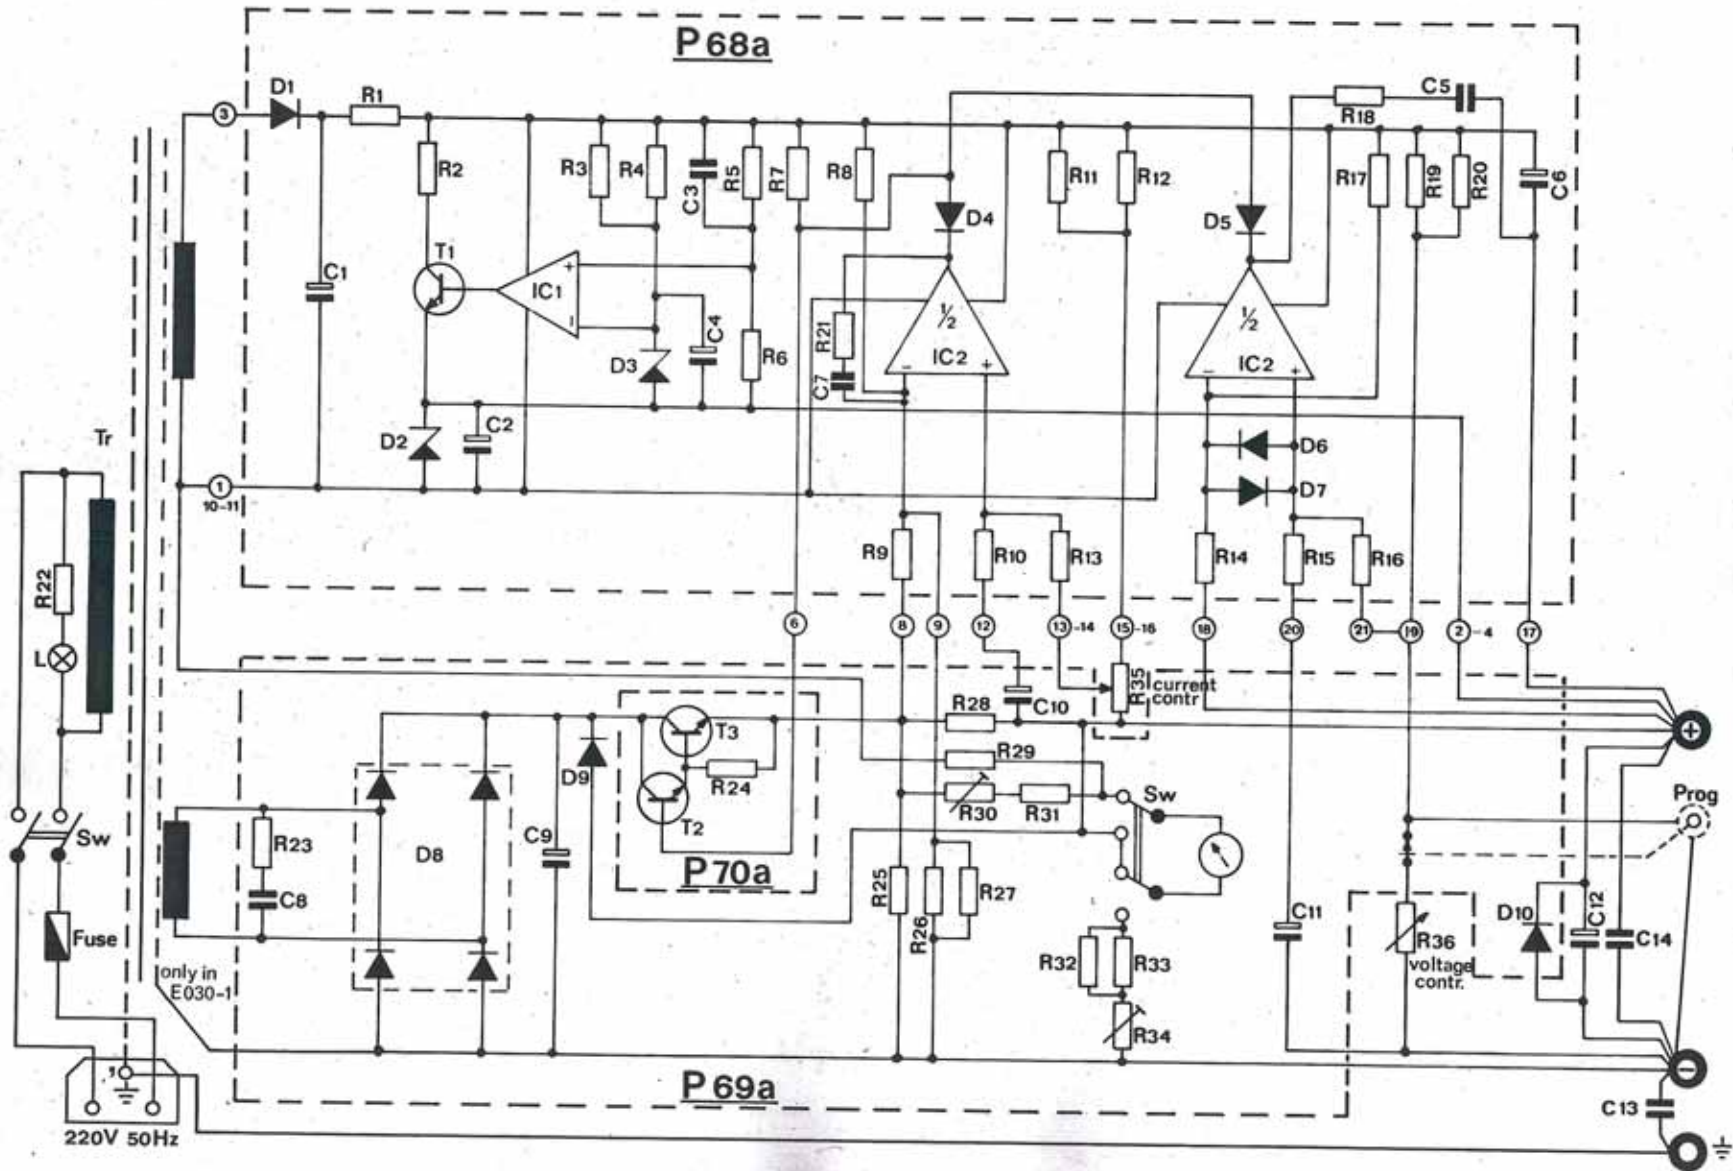 P68a
D1
R1
C5
R18
3
R2
R3
R4
C3
R5
R7
R8
R11
R12
R17
R19
R20
C6
D4
D5
T1
C1
IC1
+
−
½
IC2
−
+
½
IC2
−
+
R21
C7
C4
D3
R6
D2
C2
D6
D7
Tr
1
10-11
R9
R10
R13
R14
R15
R16
R22
L
6
8
9
12
13-14
15-16
18
20
21
19
2-4
17
R35
current
contr
R28
C10
+
T3
D9
R24
R29
R30
R31
Sw
Prog
T2
Sw
R23
D8
C9
P70a
C8
R25
R26
R27
C11
D10
C12
R36
voltage
contr.
C14
Fuse
only in
E030-1
R32
R33
R34
−
P69a
C13
220V 50Hz